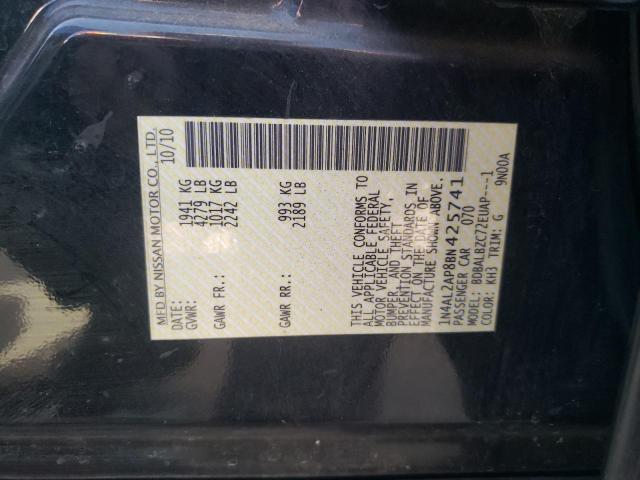 MFD BY NISSAN MOTOR CO., LTD.
DATE: 10/10
GVWR: 1941 KG
4279 LB
GAWR FR: 1017 KG
2242 LB
GAWR RR: 993 KG
2189 LB
THIS VEHICLE CONFORMS TO
ALL APPLICABLE FEDERAL
MOTOR VEHICLE SAFETY,
BUMPER, AND THEFT
PREVENTION STANDARDS IN
EFFECT ON THE DATE OF
MANUFACTURE SHOWN ABOVE.
1N4AL2AP8BN425741
PASSENGER CAR 070
MODEL: BDBALBZC72EUAP----1
COLOR: KH3 TRIM: G 9N00A